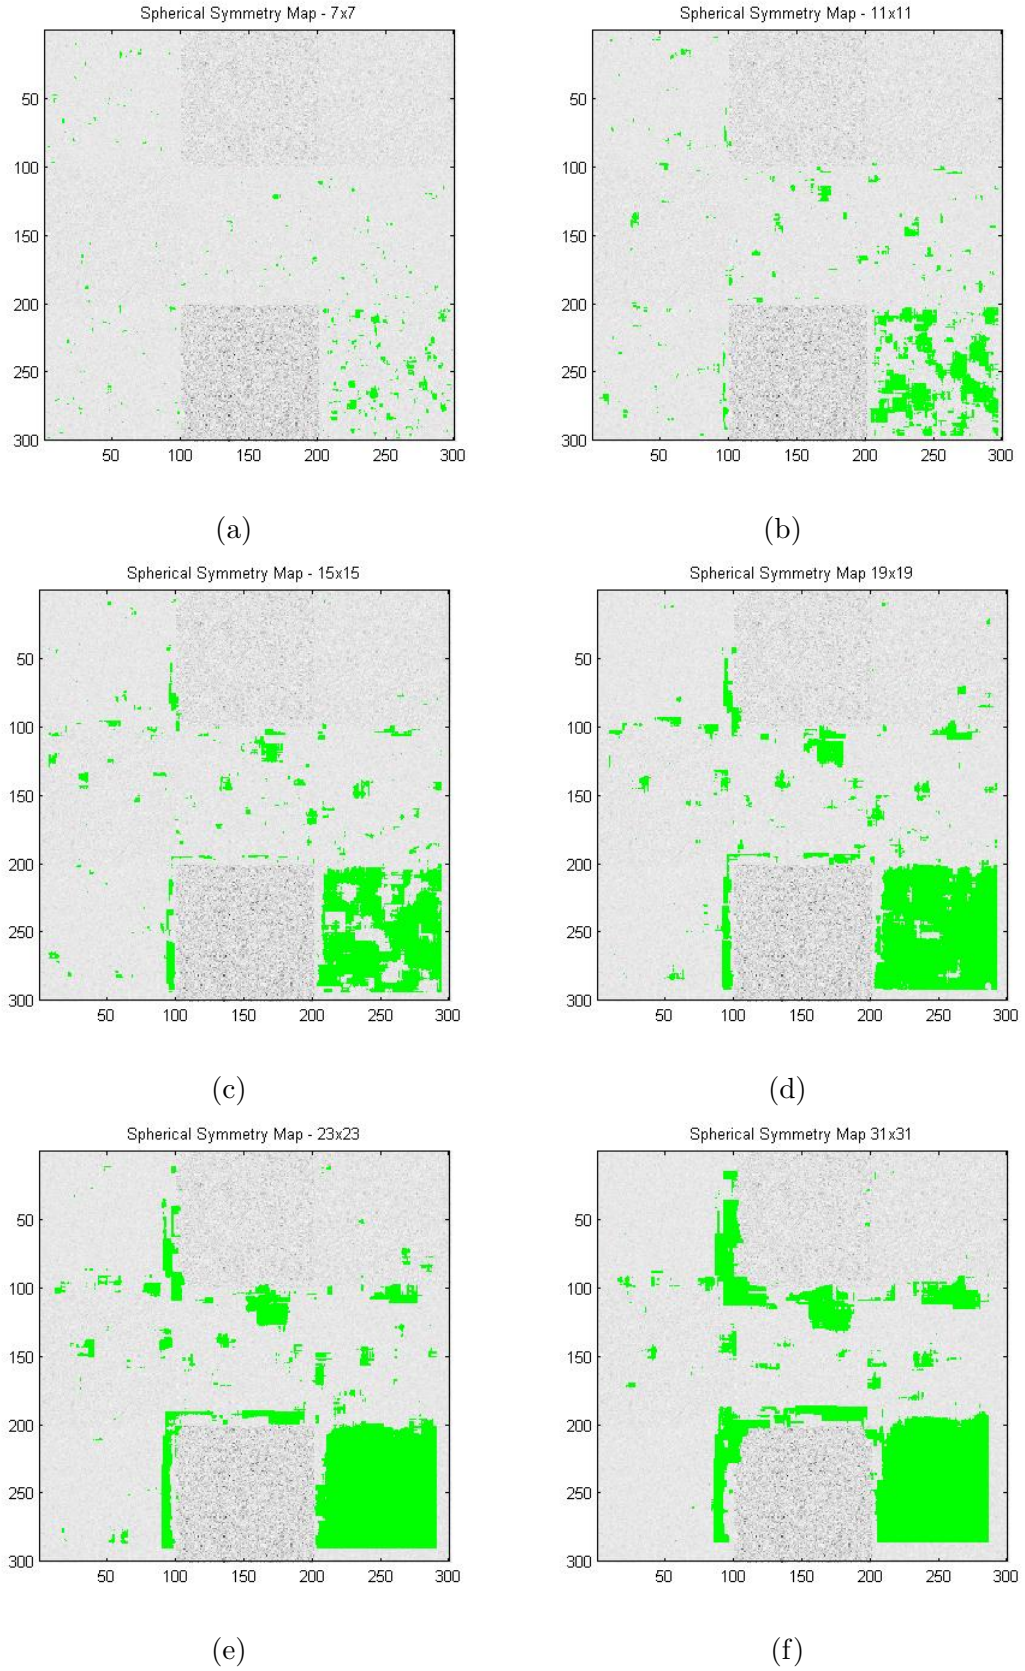 Spherical Symmetry Map - 7x7
Spherical Symmetry Map - 11x11
50
100
150
200
250
300
50 100 150 200 250 300
50
100
150
200
250
300
50 100 150 200 250 300
(a)
(b)
Spherical Symmetry Map - 15x15
Spherical Symmetry Map 19x19
50
100
150
200
250
300
50 100 150 200 250 300
50
100
150
200
250
300
50 100 150 200 250 300
(c)
(d)
Spherical Symmetry Map - 23x23
Spherical Symmetry Map 31x31
50
100
150
200
250
300
50 100 150 200 250 300
50
100
150
200
250
300
50 100 150 200 250 300
(e)
(f)